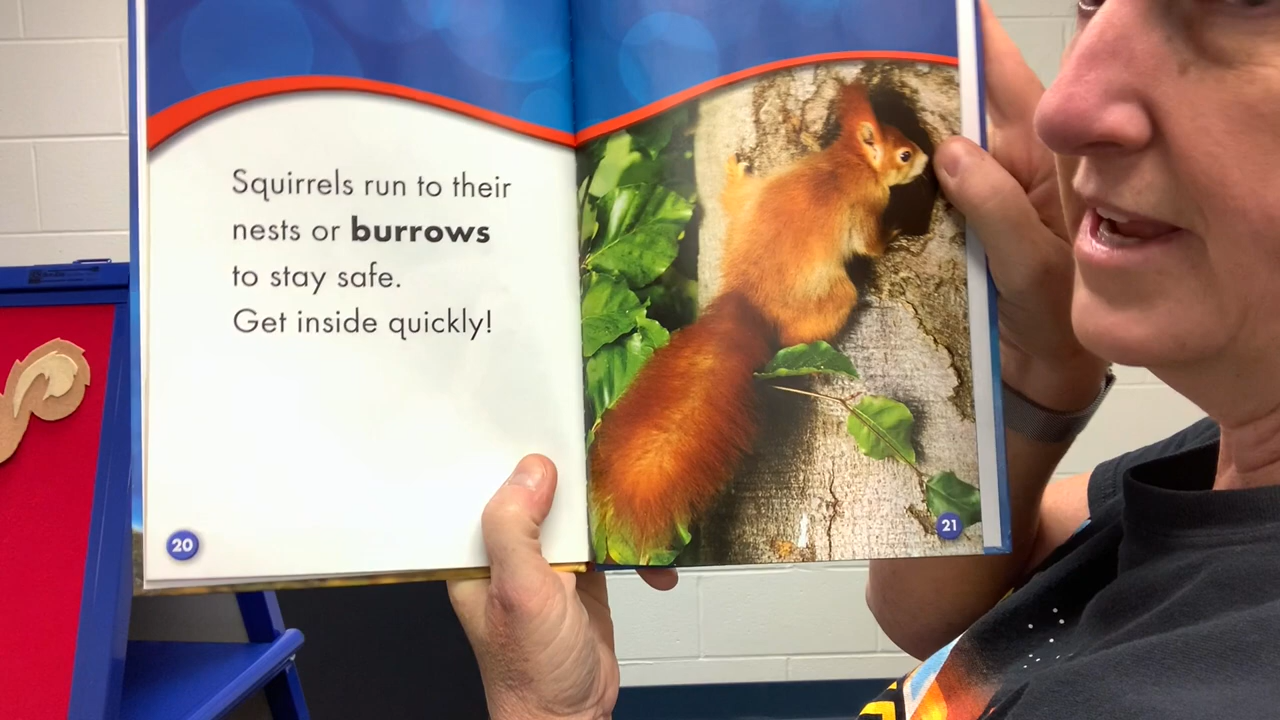 Squirrels run to their
nests or burrows
to stay safe.
Get inside quickly!
20
21